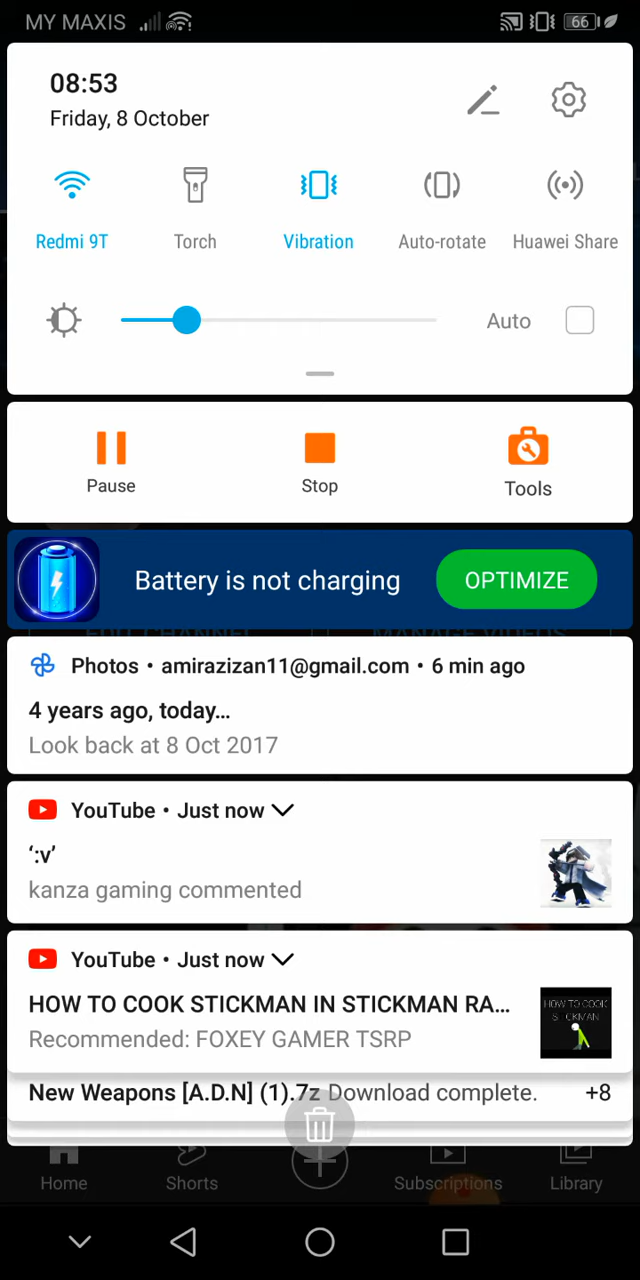 MY MAXIS
66
08:53
Friday, 8 October
Redmi 9T
Torch
Vibration
Auto-rotate
Huawei Share
Auto
Pause
Stop
Tools
Battery is not charging
OPTIMIZE
EDIT CHANNEL
MANAGE VIDEOS
Photos • amirazizan11@gmail.com • 6 min ago
4 years ago, today...
Look back at 8 Oct 2017
YouTube • Just now
‘:v’
kanza gaming commented
YouTube • Just now
HOW TO COOK STICKMAN IN STICKMAN RA...
Recommended: FOXEY GAMER TSRP
HOW TO COOK
STICKMAN
New Weapons [A.D.N] (1).7z Download complete.
+8
Home
Shorts
Subscriptions
Library